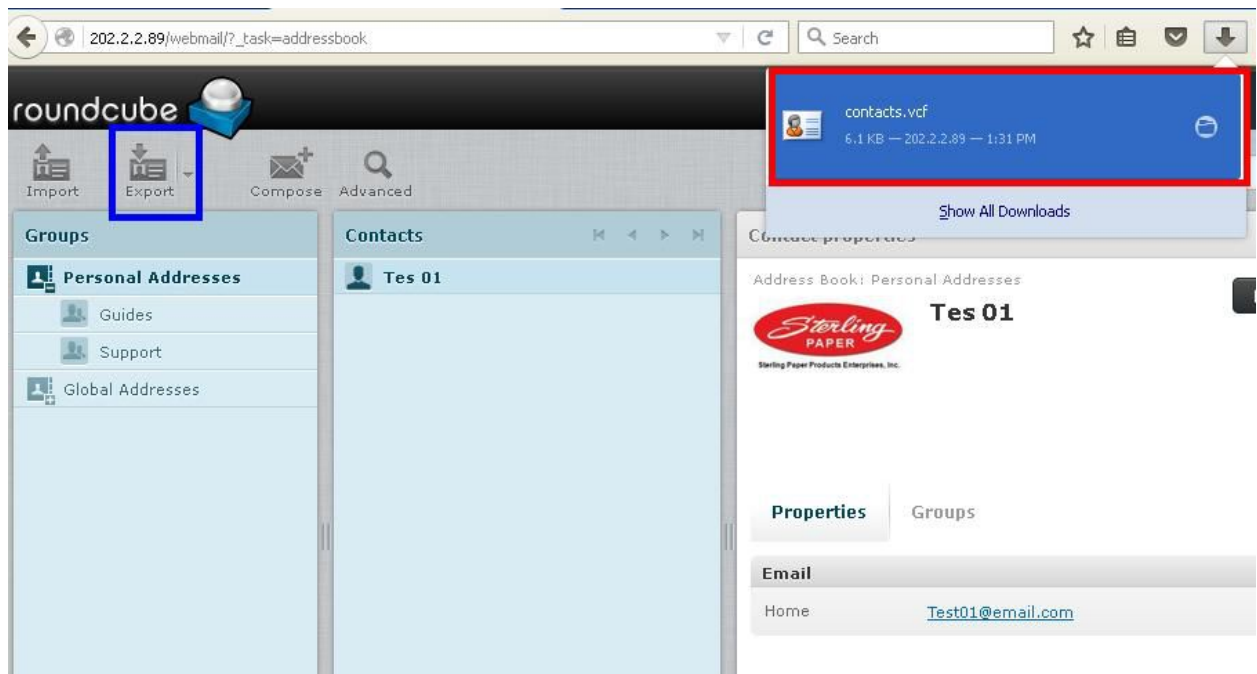 202.2.2.89/webmail/?_task=addressbook
Search
roundcube
contacts.vcf
6.1 KB — 202.2.2.89 — 1:31 PM
Show All Downloads
Import
Export
Compose
Advanced
Groups
Personal Addresses
Guides
Support
Global Addresses
Contacts
Tes 01
Contact properties
Address Book: Personal Addresses
Tes 01
Sterling
PAPER
Sterling Paper Products Enterprises, Inc.
Properties
Groups
Email
Home
Test01@email.com